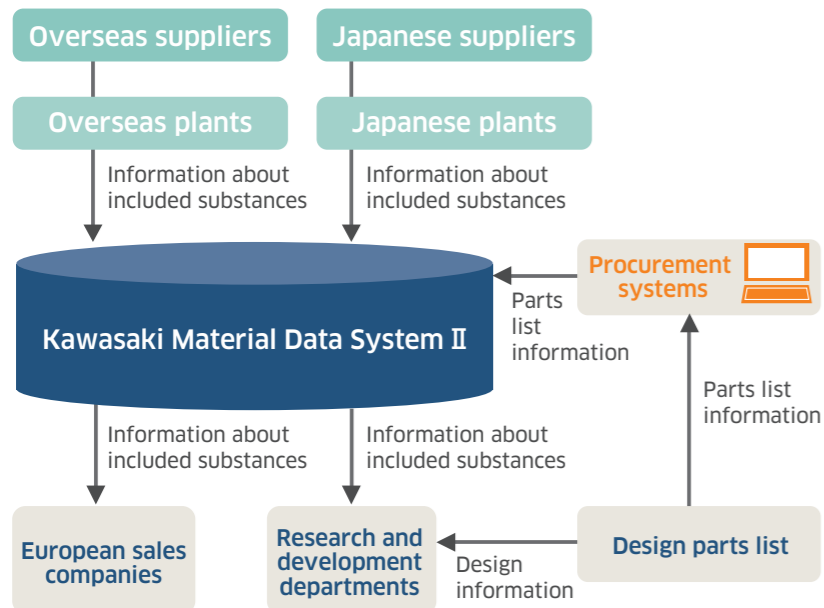 Overseas suppliers
Japanese suppliers
Overseas plants
Japanese plants
Information about
included substances
Information about
included substances
Procurement
systems
Parts
list
information
Kawasaki Material Data System Ⅱ
Parts list
information
Information about
included substances
Information about
included substances
European sales
companies
Research and
development
departments
Design
information
Design parts list